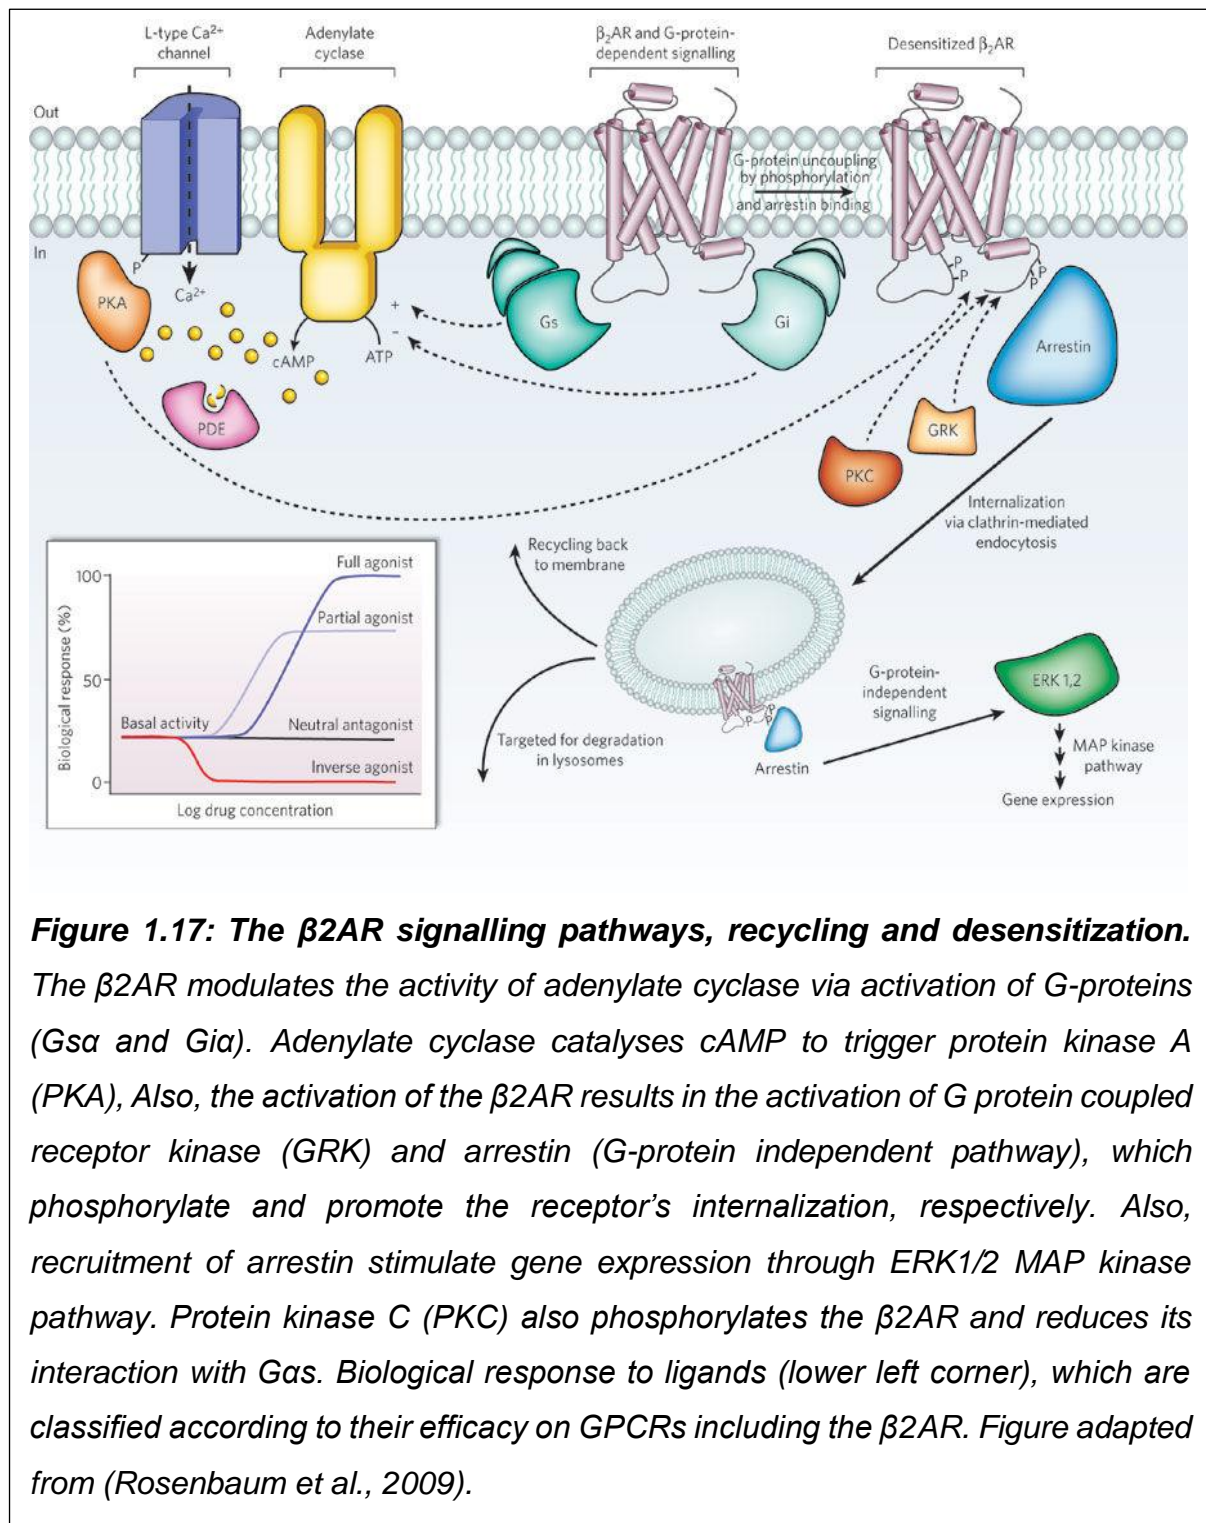 L-type Ca²⁺
channel
Adenylate
cyclase
β₂AR and G-protein-
dependent signalling
Desensitized β₂AR
Out
In
G-protein uncoupling
by phosphorylation
and arrestin binding
P
PKA
Ca²⁺
+
−
cAMP
ATP
PDE
Gs
Gi
P
P
P
P
Arrestin
GRK
PKC
Internalization
via clathrin-mediated
endocytosis
Recycling back
to membrane
Targeted for degradation
in lysosomes
P
P
P
Arrestin
G-protein-
independent
signalling
ERK 1,2
MAP kinase
pathway
Gene expression
Biological response (%)
100
50
0
Full agonist
Partial agonist
Basal activity
Neutral antagonist
Inverse agonist
Log drug concentration
Figure 1.17: The β2AR signalling pathways, recycling and desensitization.
The β2AR modulates the activity of adenylate cyclase via activation of G-proteins
(Gsα and Giα). Adenylate cyclase catalyses cAMP to trigger protein kinase A
(PKA), Also, the activation of the β2AR results in the activation of G protein coupled
receptor kinase (GRK) and arrestin (G-protein independent pathway), which
phosphorylate and promote the receptor’s internalization, respectively. Also,
recruitment of arrestin stimulate gene expression through ERK1/2 MAP kinase
pathway. Protein kinase C (PKC) also phosphorylates the β2AR and reduces its
interaction with Gαs. Biological response to ligands (lower left corner), which are
classified according to their efficacy on GPCRs including the β2AR. Figure adapted
from (Rosenbaum et al., 2009).